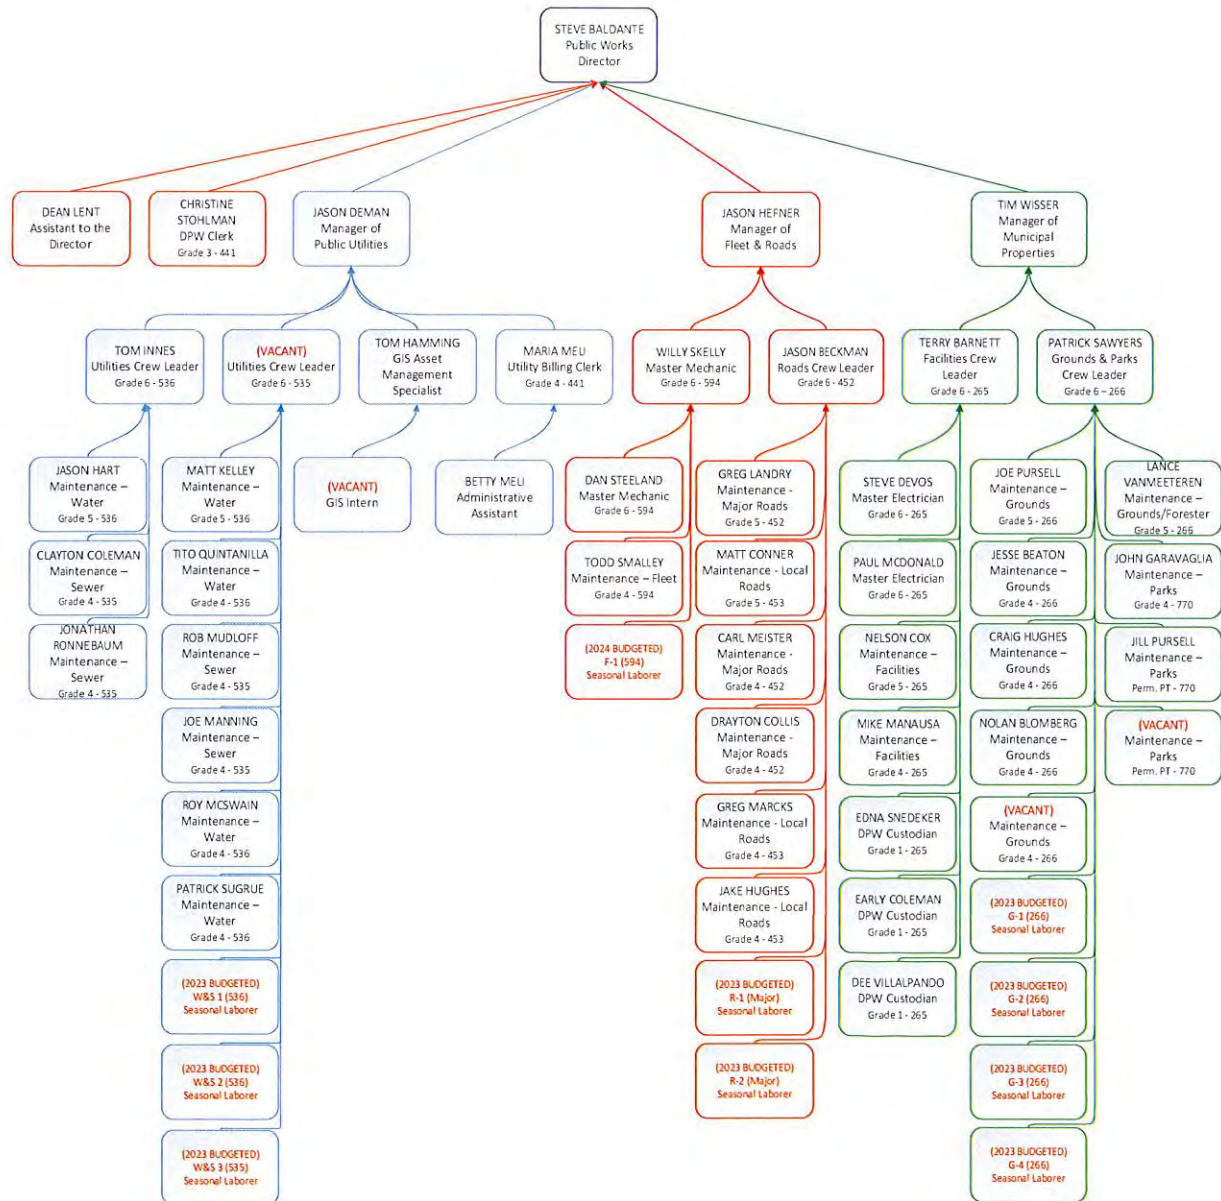 STEVE BALDANTE
Public Works
Director
DEAN LENT
Assistant to the
Director
CHRISTINE
STOHLMAN
DPW Clerk
Grade 3 - 441
JASON DEMAN
Manager of
Public Utilities
JASON HEFNER
Manager of
Fleet & Roads
TIM WISSER
Manager of
Municipal
Properties
TOM INNES
Utilities Crew Leader
Grade 6 - 536
(VACANT)
Utilities Crew Leader
Grade 6 - 535
TOM HAMMING
GIS Asset
Management
Specialist
MARIA MELI
Utility Billing Clerk
Grade 4 - 441
WILLY SKELLY
Master Mechanic
Grade 6 - 594
JASON BECKMAN
Roads Crew Leader
Grade 6 - 452
TERRY BARNETT
Facilities Crew
Leader
Grade 6 - 265
PATRICK SAWYERS
Grounds & Parks
Crew Leader
Grade 6 – 266
JASON HART
Maintenance –
Water
Grade 5 - 536
CLAYTON COLEMAN
Maintenance –
Sewer
Grade 4 - 535
JONATHAN
RONNEBAUM
Maintenance –
Sewer
Grade 4 - 535
MATT KELLEY
Maintenance –
Water
Grade 5 - 536
TITO QUINTANILLA
Maintenance –
Water
Grade 4 - 536
ROB MUDLOFF
Maintenance –
Sewer
Grade 4 - 535
JOE MANNING
Maintenance –
Sewer
Grade 4 - 535
ROY MCSWAIN
Maintenance –
Water
Grade 4 - 536
PATRICK SUGRUE
Maintenance –
Water
Grade 4 - 536
(2023 BUDGETED)
W&S 1 (536)
Seasonal Laborer
(2023 BUDGETED)
W&S 2 (536)
Seasonal Laborer
(2023 BUDGETED)
W&S 3 (535)
Seasonal Laborer
(VACANT)
GIS Intern
BETTY MELI
Administrative
Assistant
DAN STEELAND
Master Mechanic
Grade 6 - 594
TODD SMALLEY
Maintenance – Fleet
Grade 4 - 594
(2024 BUDGETED)
F-1 (594)
Seasonal Laborer
GREG LANDRY
Maintenance -
Major Roads
Grade 5 - 452
MATT CONNER
Maintenance - Local
Roads
Grade 5 - 453
CARL MEISTER
Maintenance -
Major Roads
Grade 4 - 452
DRAYTON COLLIS
Maintenance -
Major Roads
Grade 4 - 452
GREG MARCKS
Maintenance - Local
Roads
Grade 4 - 453
JAKE HUGHES
Maintenance - Local
Roads
Grade 4 - 453
(2023 BUDGETED)
R-1 (Major)
Seasonal Laborer
(2023 BUDGETED)
R-2 (Major)
Seasonal Laborer
STEVE DEVOS
Master Electrician
Grade 6 - 265
PAUL MCDONALD
Master Electrician
Grade 6 - 265
NELSON COX
Maintenance –
Facilities
Grade 5 - 265
MIKE MANAUSA
Maintenance –
Facilities
Grade 4 - 265
EDNA SNEDEKER
DPW Custodian
Grade 1 - 265
EARLY COLEMAN
DPW Custodian
Grade 1 - 265
DEE VILLALPANDO
DPW Custodian
Grade 1 - 265
JOE PURSELL
Maintenance –
Grounds
Grade 5 - 266
JESSE BEATON
Maintenance –
Grounds
Grade 4 - 266
CRAIG HUGHES
Maintenance –
Grounds
Grade 4 - 266
NOLAN BLOMBERG
Maintenance –
Grounds
Grade 4 - 266
(VACANT)
Maintenance –
Grounds
Grade 4 - 266
(2023 BUDGETED)
G-1 (266)
Seasonal Laborer
(2023 BUDGETED)
G-2 (266)
Seasonal Laborer
(2023 BUDGETED)
G-3 (266)
Seasonal Laborer
(2023 BUDGETED)
G-4 (266)
Seasonal Laborer
LANCE
VANMEETEREN
Maintenance –
Grounds/Forester
Grade 5 - 266
JOHN GARAVAGLIA
Maintenance –
Parks
Grade 4 - 770
JILL PURSELL
Maintenance –
Parks
Perm. PT - 770
(VACANT)
Maintenance –
Parks
Perm. PT - 770